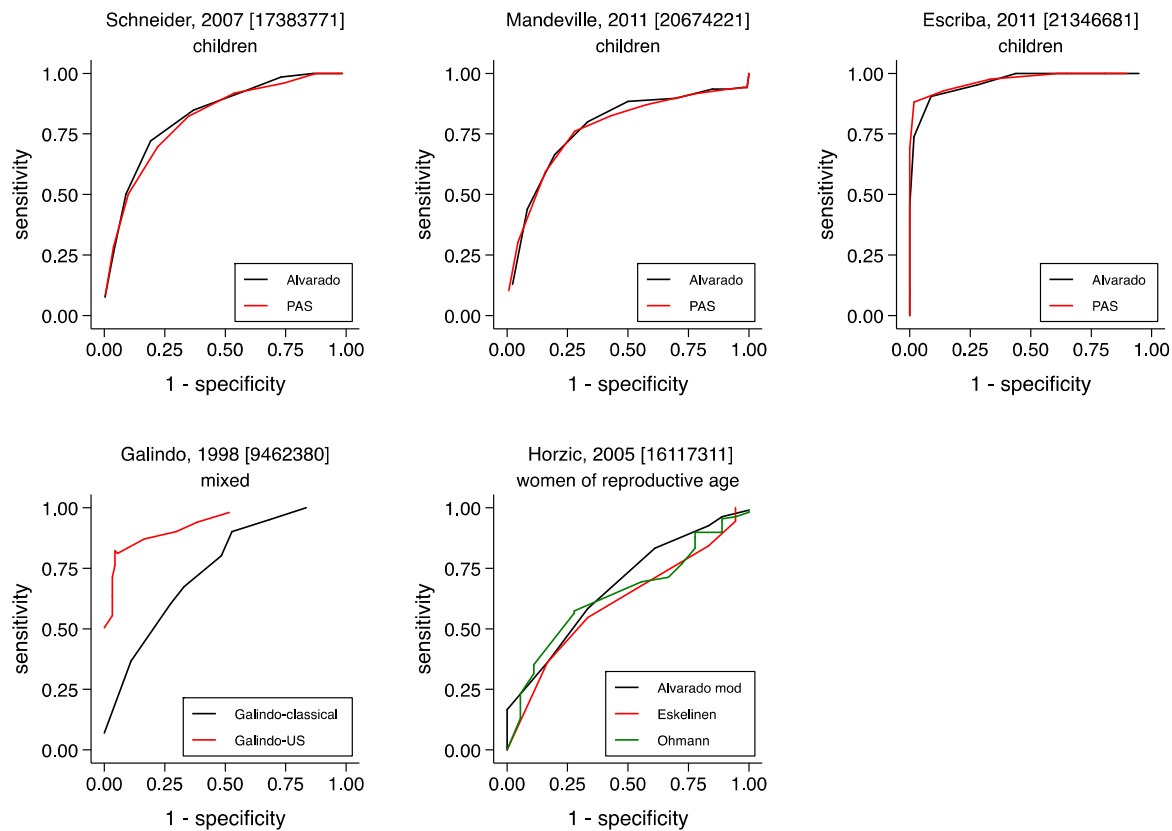 Schneider, 2007 [17383771]
children
1.00
0.75
0.50
0.25
0.00
sensitivity
Alvarado
PAS
0.00 0.25 0.50 0.75 1.00
1 - specificity
Mandeville, 2011 [20674221]
children
1.00
0.75
0.50
0.25
0.00
sensitivity
Alvarado
PAS
0.00 0.25 0.50 0.75 1.00
1 - specificity
Escriba, 2011 [21346681]
children
1.00
0.75
0.50
0.25
0.00
sensitivity
Alvarado
PAS
0.00 0.25 0.50 0.75 1.00
1 - specificity
Galindo, 1998 [9462380]
mixed
1.00
0.75
0.50
0.25
0.00
sensitivity
Galindo-classical
Galindo-US
0.00 0.25 0.50 0.75 1.00
1 - specificity
Horzic, 2005 [16117311]
women of reproductive age
1.00
0.75
0.50
0.25
0.00
sensitivity
Alvarado mod
Eskelinen
Ohmann
0.00 0.25 0.50 0.75 1.00
1 - specificity